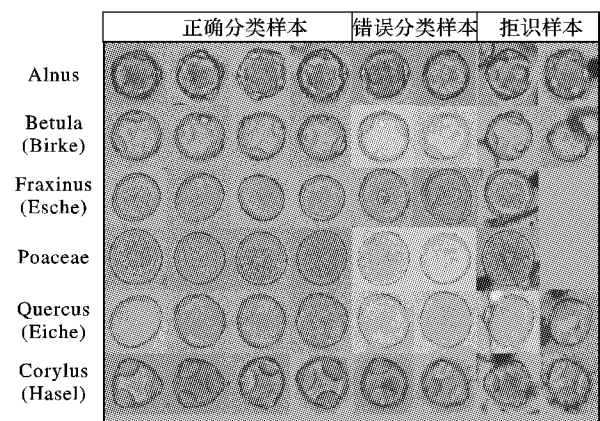 正确分类样本 错误分类样本 拒识样本
Alnus
Betula
(Birke)
Fraxinus
(Esche)
Poaceae
Quercus
(Eiche)
Corylus
(Hasel)